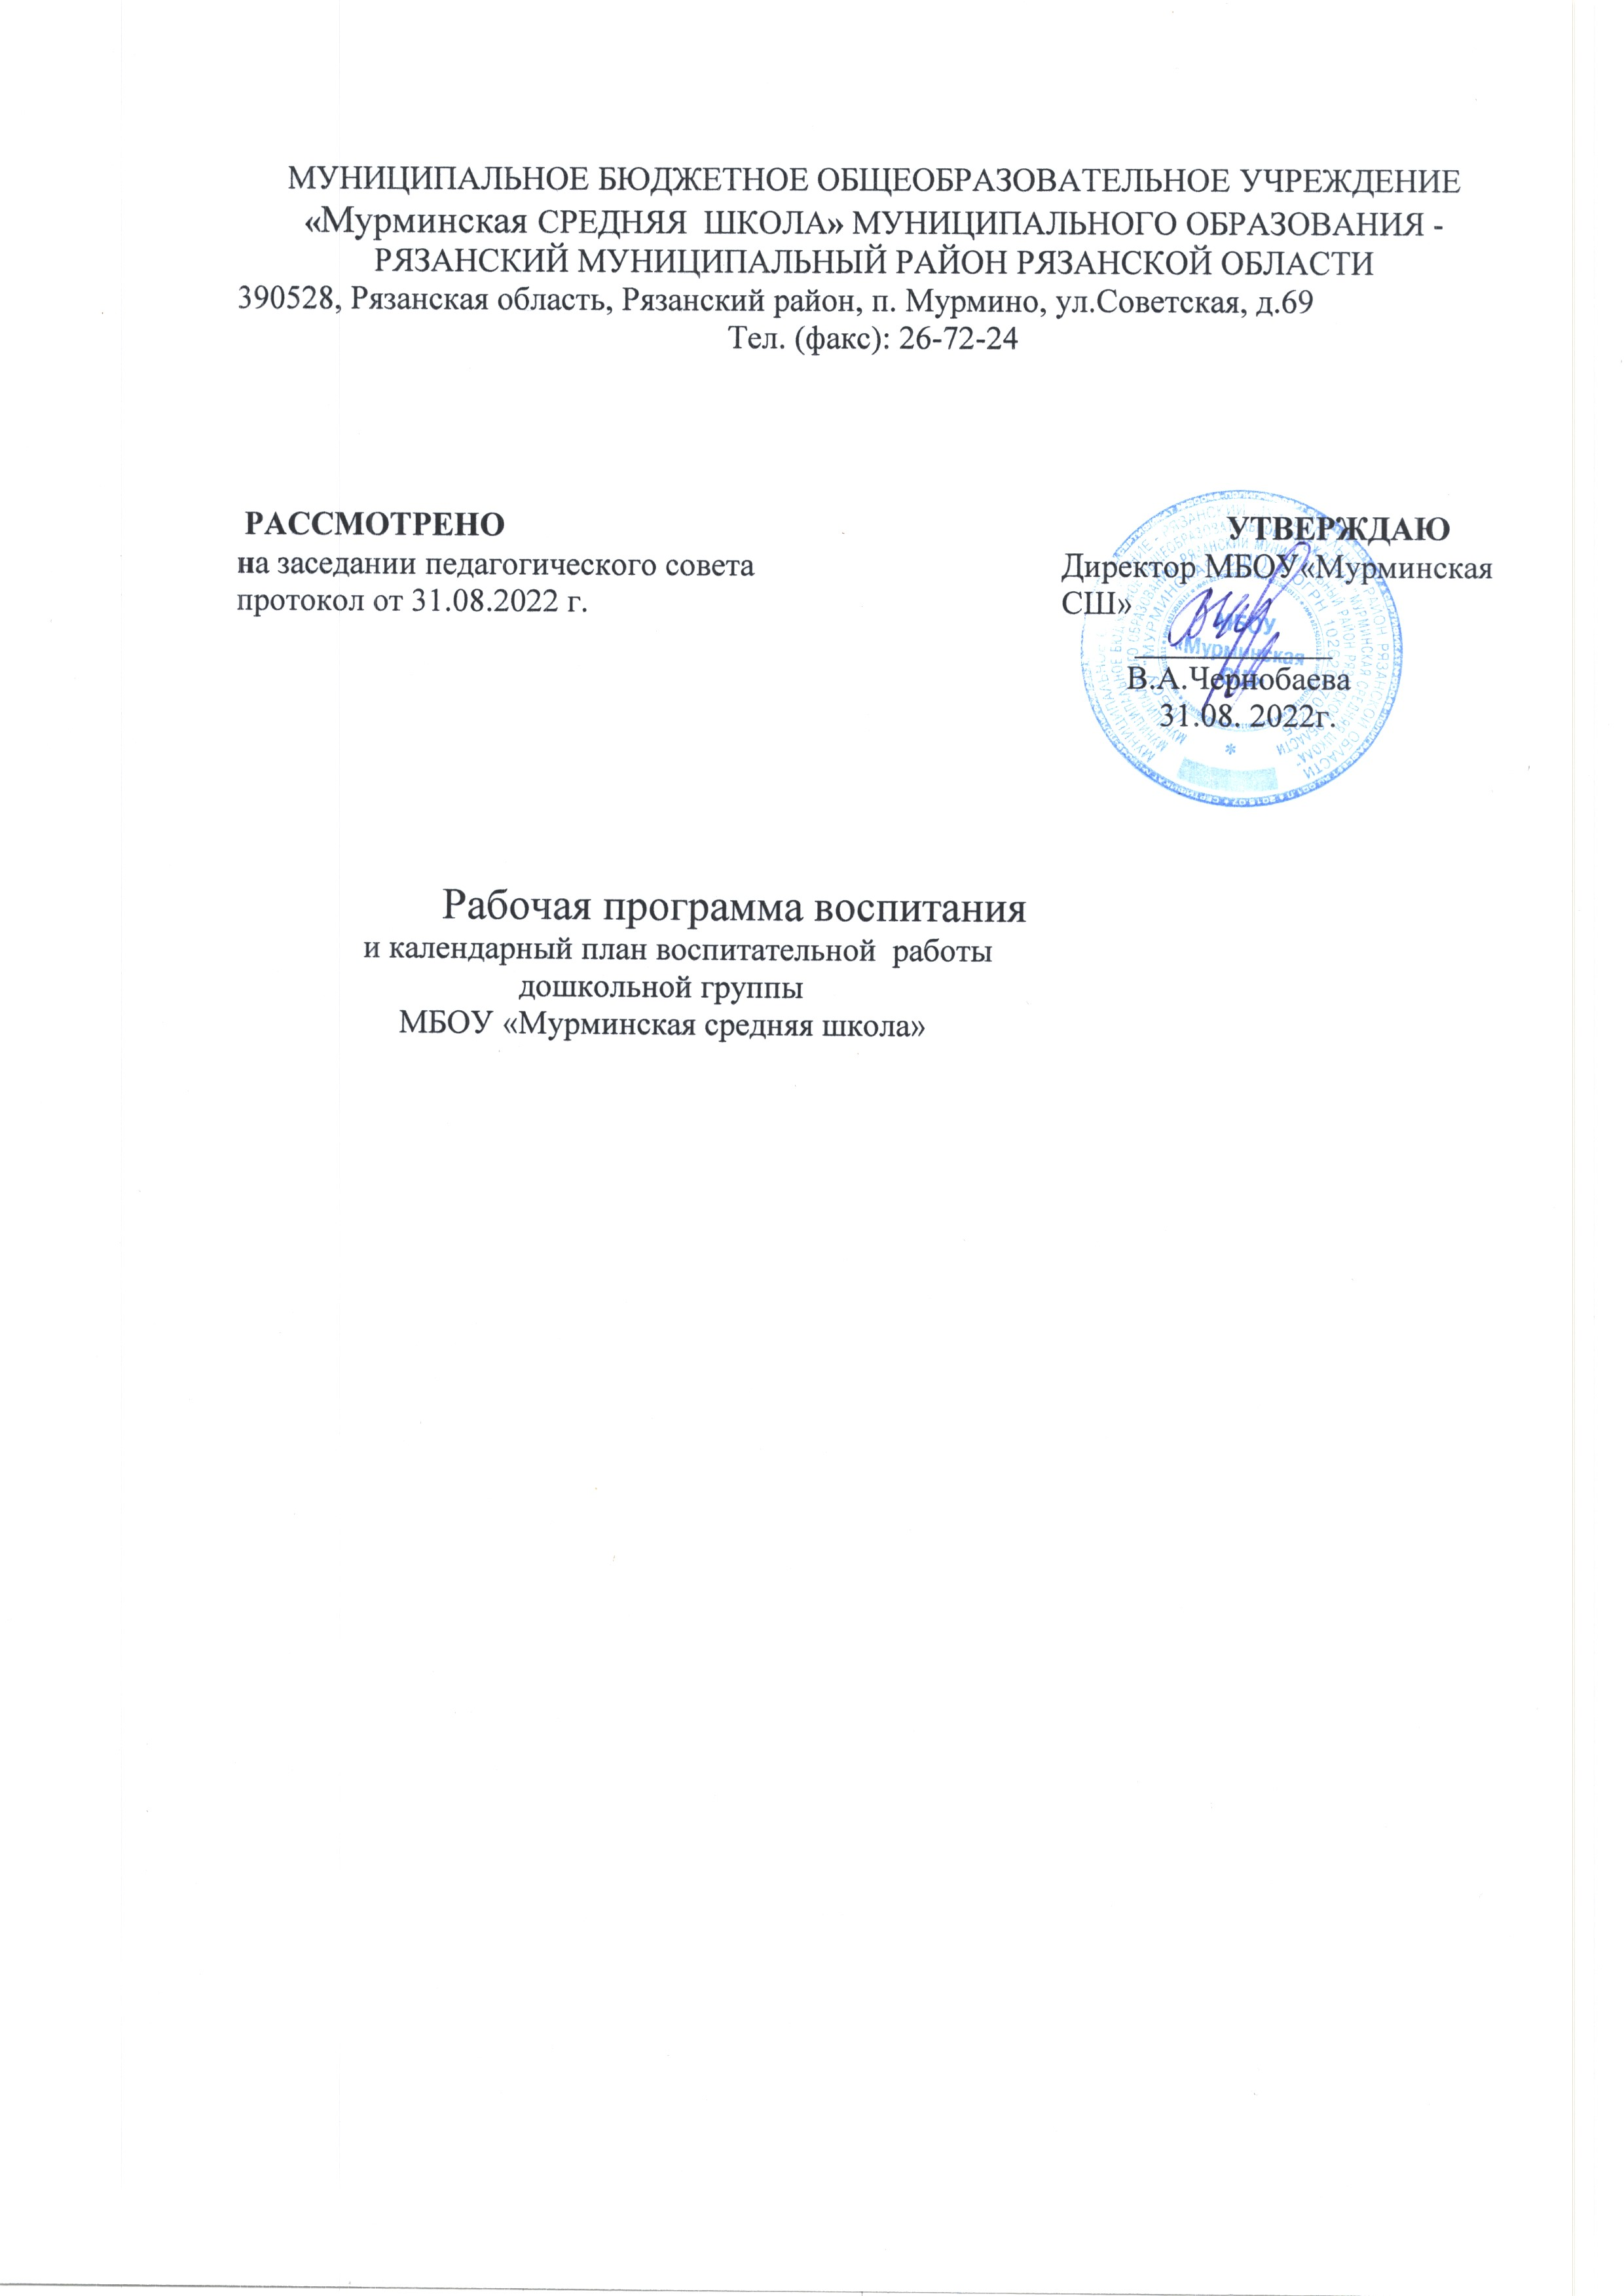 МУНИЦИПАЛЬНОЕ БЮДЖЕТНОЕ ОБЩЕОБРАЗОВАТЕЛЬНОЕ УЧРЕЖДЕНИЕ
«Мурминская СРЕДНЯЯ ШКОЛА» МУНИЦИПАЛЬНОГО ОБРАЗОВАНИЯ -
РЯЗАНСКИЙ МУНИЦИПАЛЬНЫЙ РАЙОН РЯЗАНСКОЙ ОБЛАСТИ
390528, Рязанская область, Рязанский район, п. Мурмино, ул.Советская, д.69
Тел. (факс): 26-72-24
РАССМОТРЕНО
на заседании педагогического совета
протокол от 31.08.2022 г.
УТВЕРЖДАЮ
Директор МБОУ«Мурминская
СШ»
МБОУ
«Мурминская
В.А.Чернобаева
31.08. 2022г.
Рабочая программа воспитания
и календарный план воспитательной работы
дошкольной группы
МБОУ «Мурминская средняя школа»